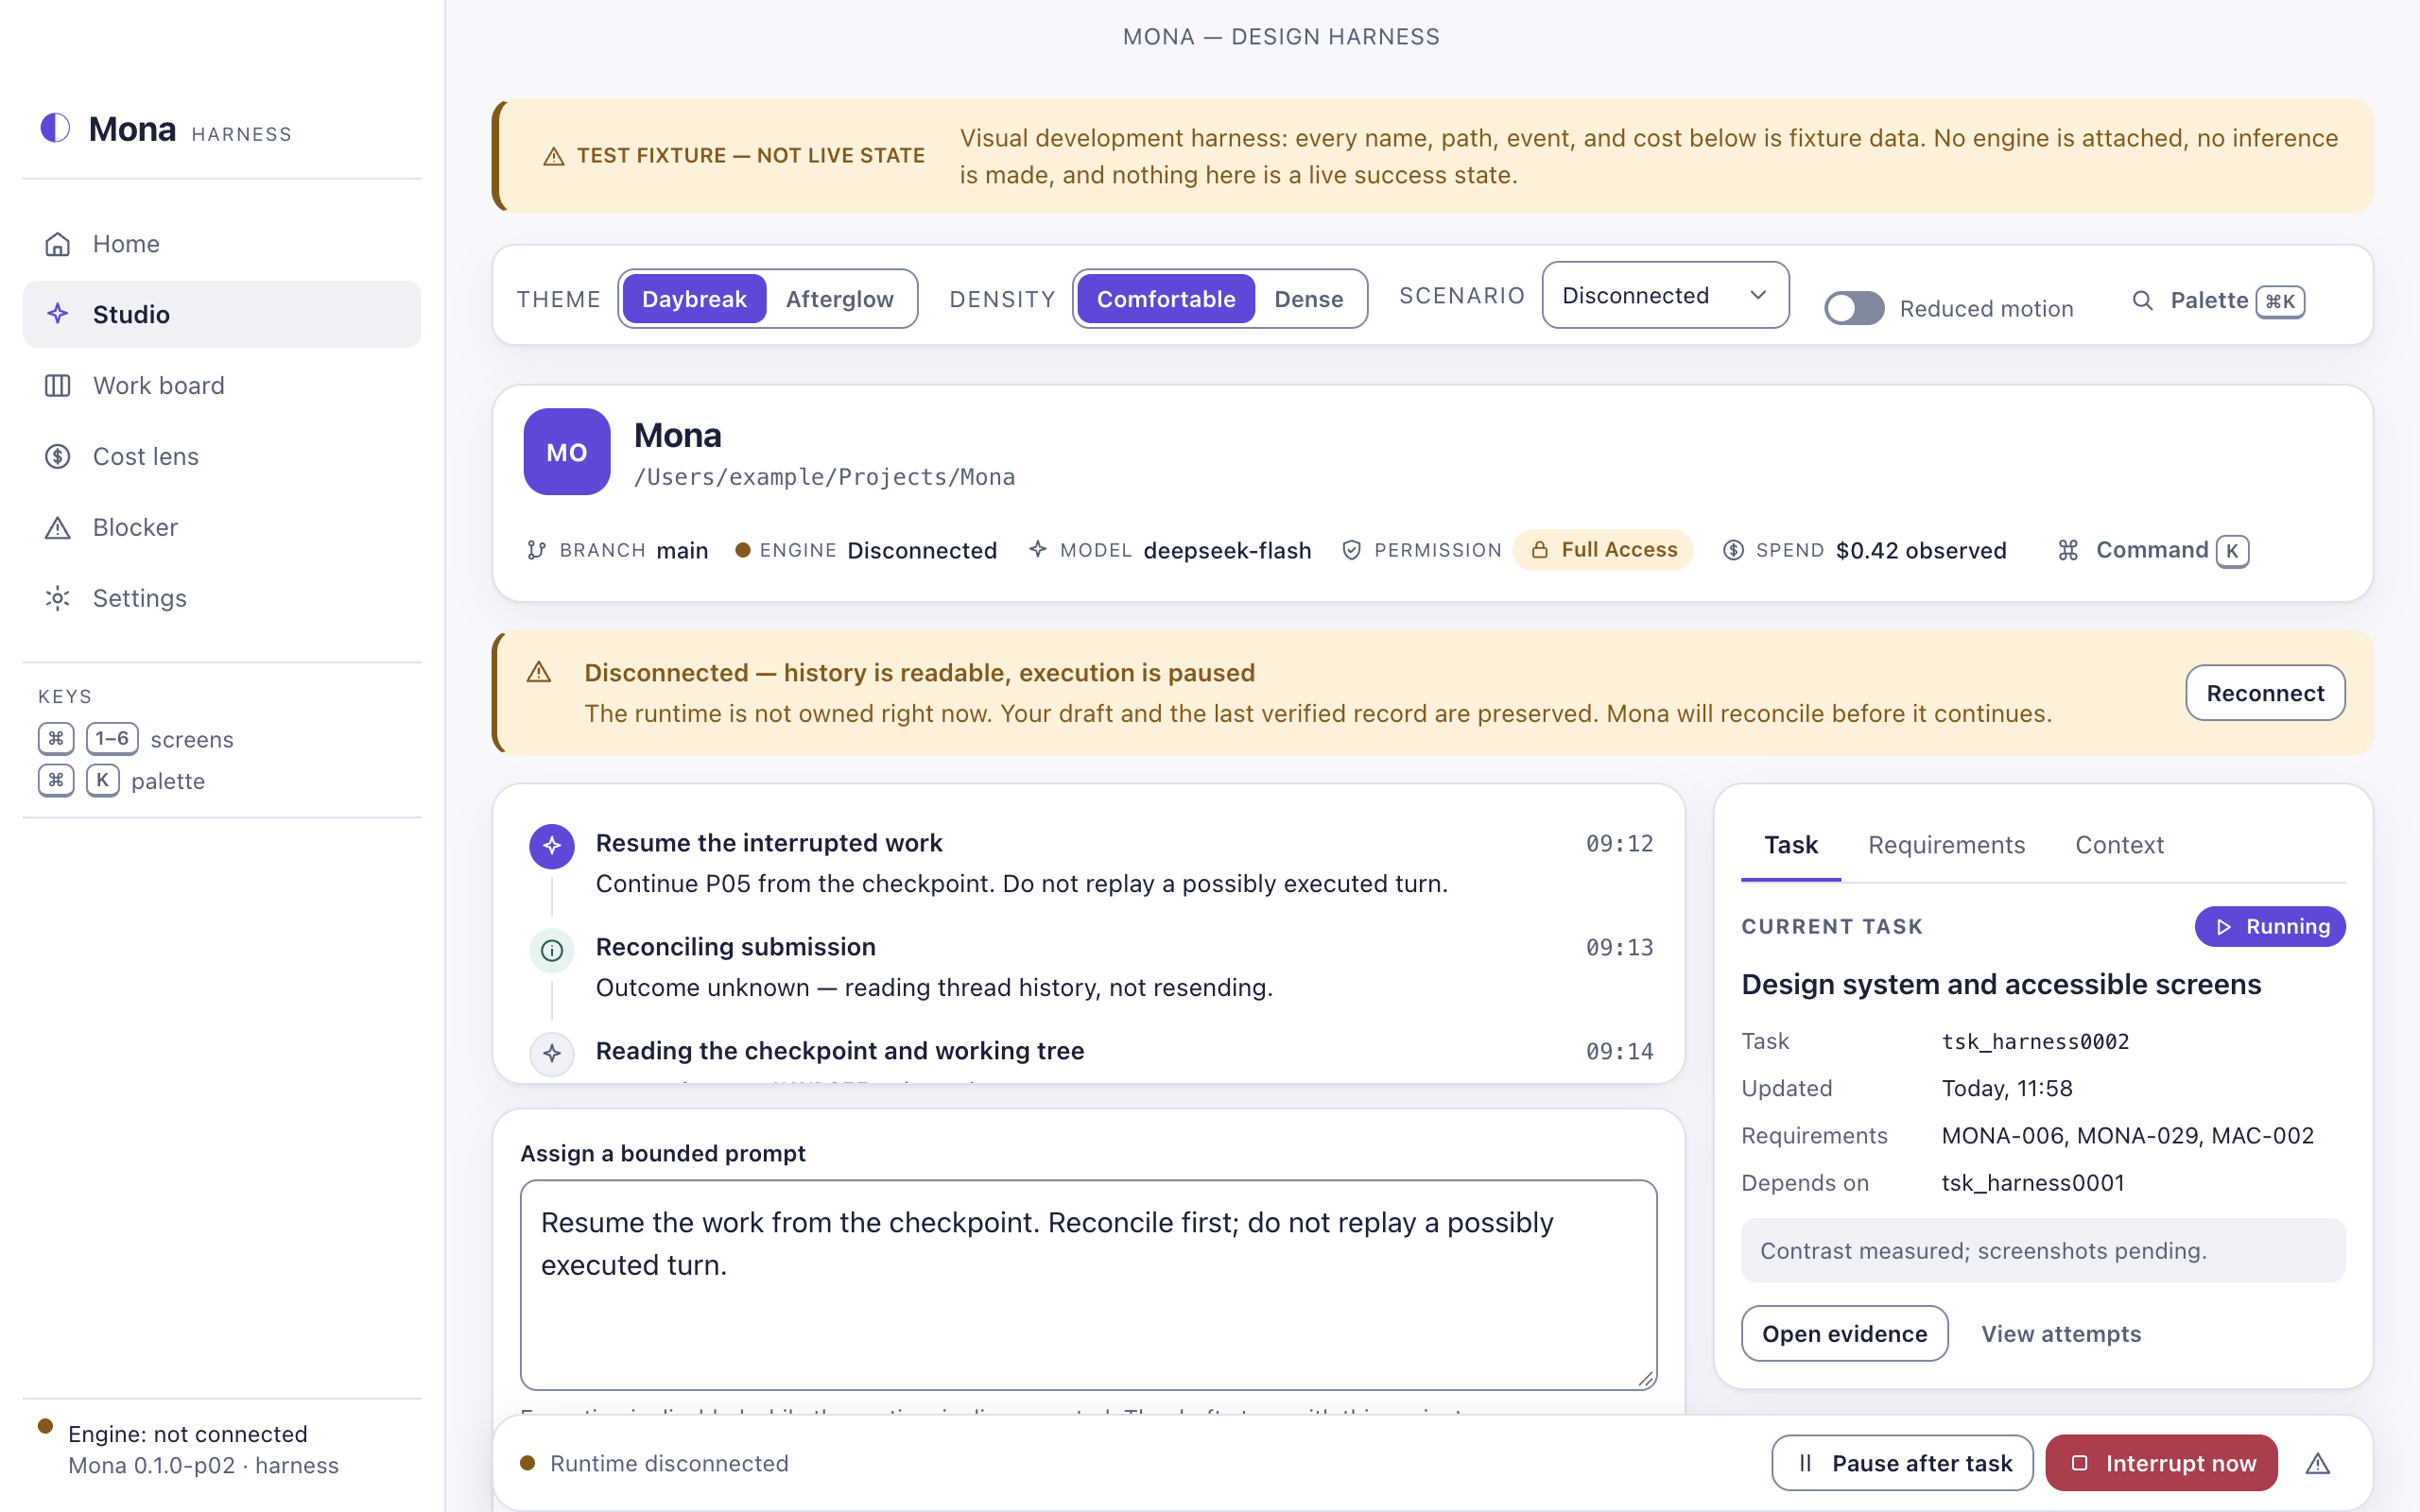 MONA — DESIGN HARNESS
Mona HARNESS
Home
Studio
Work board
Cost lens
Blocker
Settings
KEYS
⌘ 1–6 screens
⌘ K palette
Engine: not connected
Mona 0.1.0-p02 · harness
TEST FIXTURE — NOT LIVE STATE
Visual development harness: every name, path, event, and cost below is fixture data. No engine is attached, no inference
is made, and nothing here is a live success state.
THEME Daybreak Afterglow DENSITY Comfortable Dense SCENARIO Disconnected Reduced motion Palette ⌘K
MO
Mona
/Users/example/Projects/Mona
BRANCH main ENGINE Disconnected MODEL deepseek-flash PERMISSION Full Access SPEND $0.42 observed ⌘ Command K
Disconnected — history is readable, execution is paused
The runtime is not owned right now. Your draft and the last verified record are preserved. Mona will reconcile before it continues.
Reconnect
Resume the interrupted work 09:12
Continue P05 from the checkpoint. Do not replay a possibly executed turn.
Reconciling submission 09:13
Outcome unknown — reading thread history, not resending.
Reading the checkpoint and working tree 09:14
Assign a bounded prompt
Resume the work from the checkpoint. Reconcile first; do not replay a possibly
executed turn.
Task Requirements Context
CURRENT TASK Running
Design system and accessible screens
Task tsk_harness0002
Updated Today, 11:58
Requirements MONA-006, MONA-029, MAC-002
Depends on tsk_harness0001
Contrast measured; screenshots pending.
Open evidence View attempts
Runtime disconnected
Pause after task Interrupt now